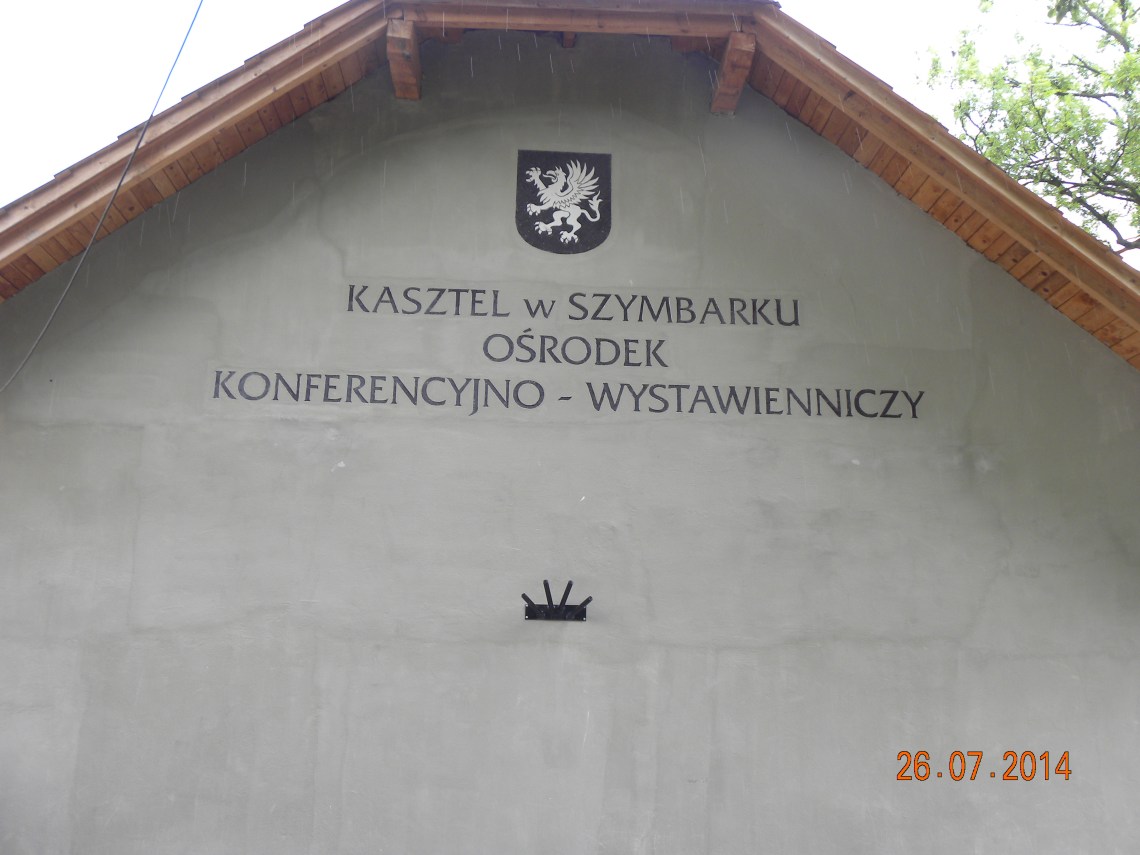 KASZTEL w SZYMBARKU
OŚRODEK
KONFERENCYJNO - WYSTAWIENNICZY
26.07.2014